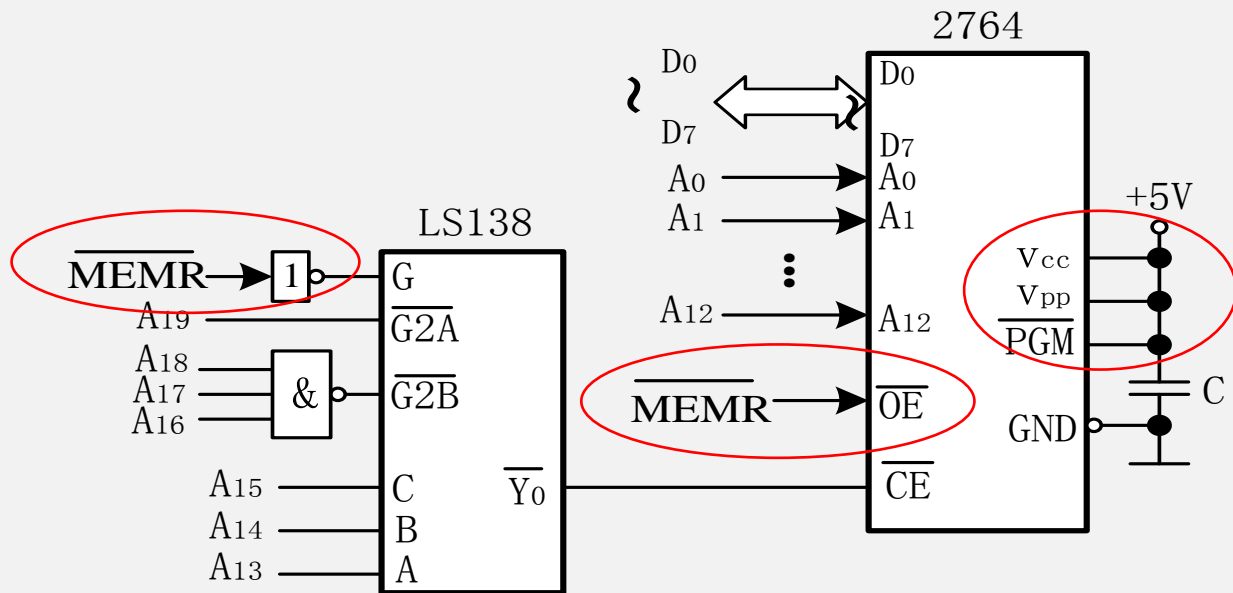 2764
D0
~
D7
D0
~
D7
A0
A0
A1
A1
A12
A12
+5V
LS138
MEMR
1
G
A19
G2A
A18
A17
A16
&
G2B
A15
C
A14
B
A13
A
Y0
MEMR
OE
CE
Vcc
Vpp
PGM
C
GND